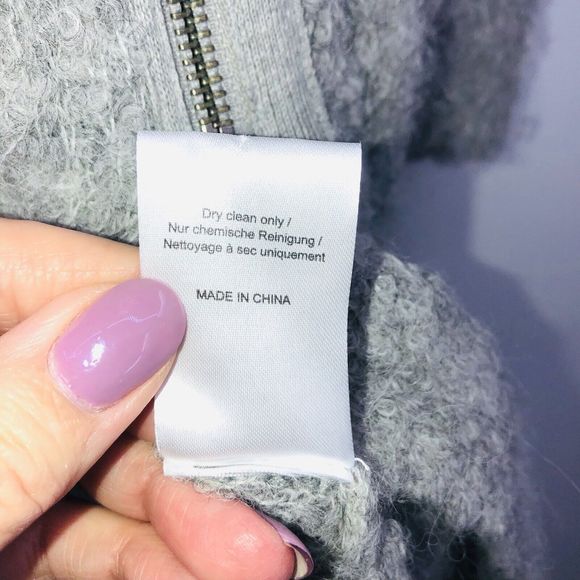 Dry clean only /
Nur chemische Reinigung /
Nettoyage à sec uniquement
MADE IN CHINA